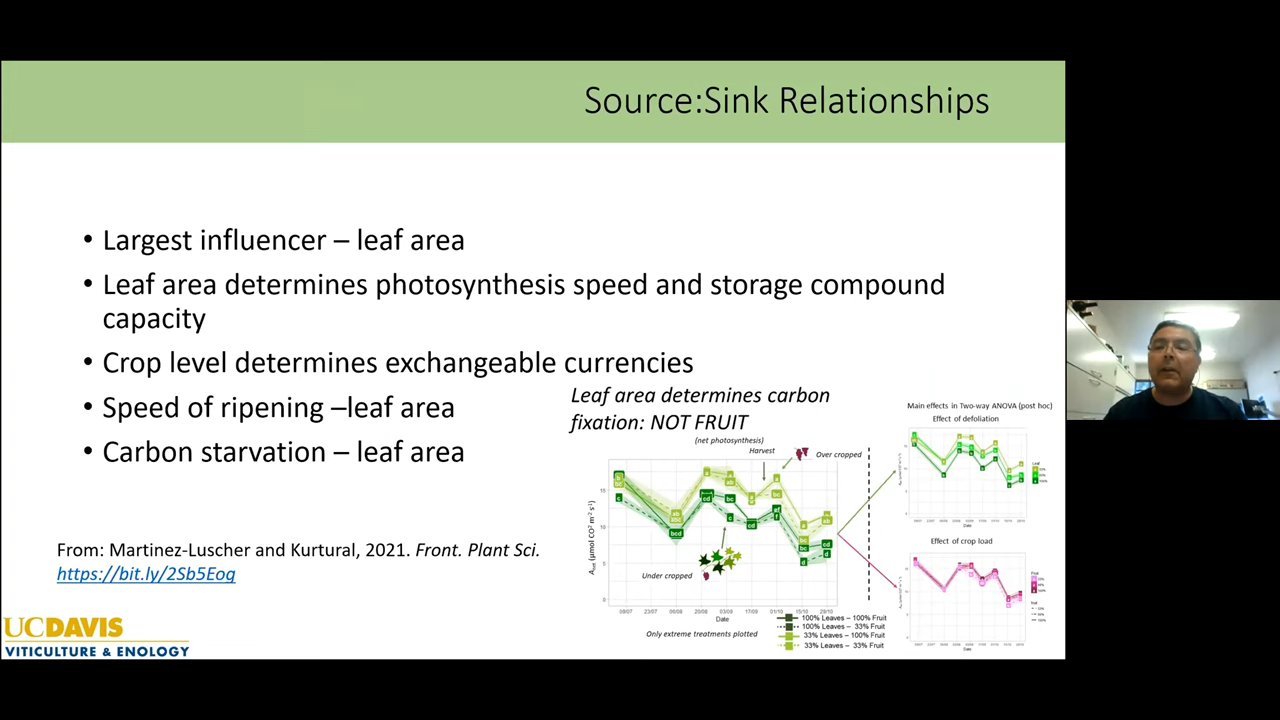 Source:Sink Relationships
• Largest influencer – leaf area
• Leaf area determines photosynthesis speed and storage compound
capacity
• Crop level determines exchangeable currencies
• Speed of ripening –leaf area
• Carbon starvation – leaf area
Leaf area determines carbon
fixation: NOT FRUIT
(net photosynthesis)
Harvest
Over cropped
Under cropped
Date
Only extreme treatments plotted
100% Leaves – 100% Fruit
100% Leaves – 33% Fruit
33% Leaves – 100% Fruit
33% Leaves – 33% Fruit
Main effects in Two-way ANOVA (post hoc)
Effect of defoliation
Date
Effect of crop load
Date
From: Martinez-Luscher and Kurtural, 2021. Front. Plant Sci.
https://bit.ly/2Sb5Eoq
UCDAVIS
VITICULTURE & ENOLOGY